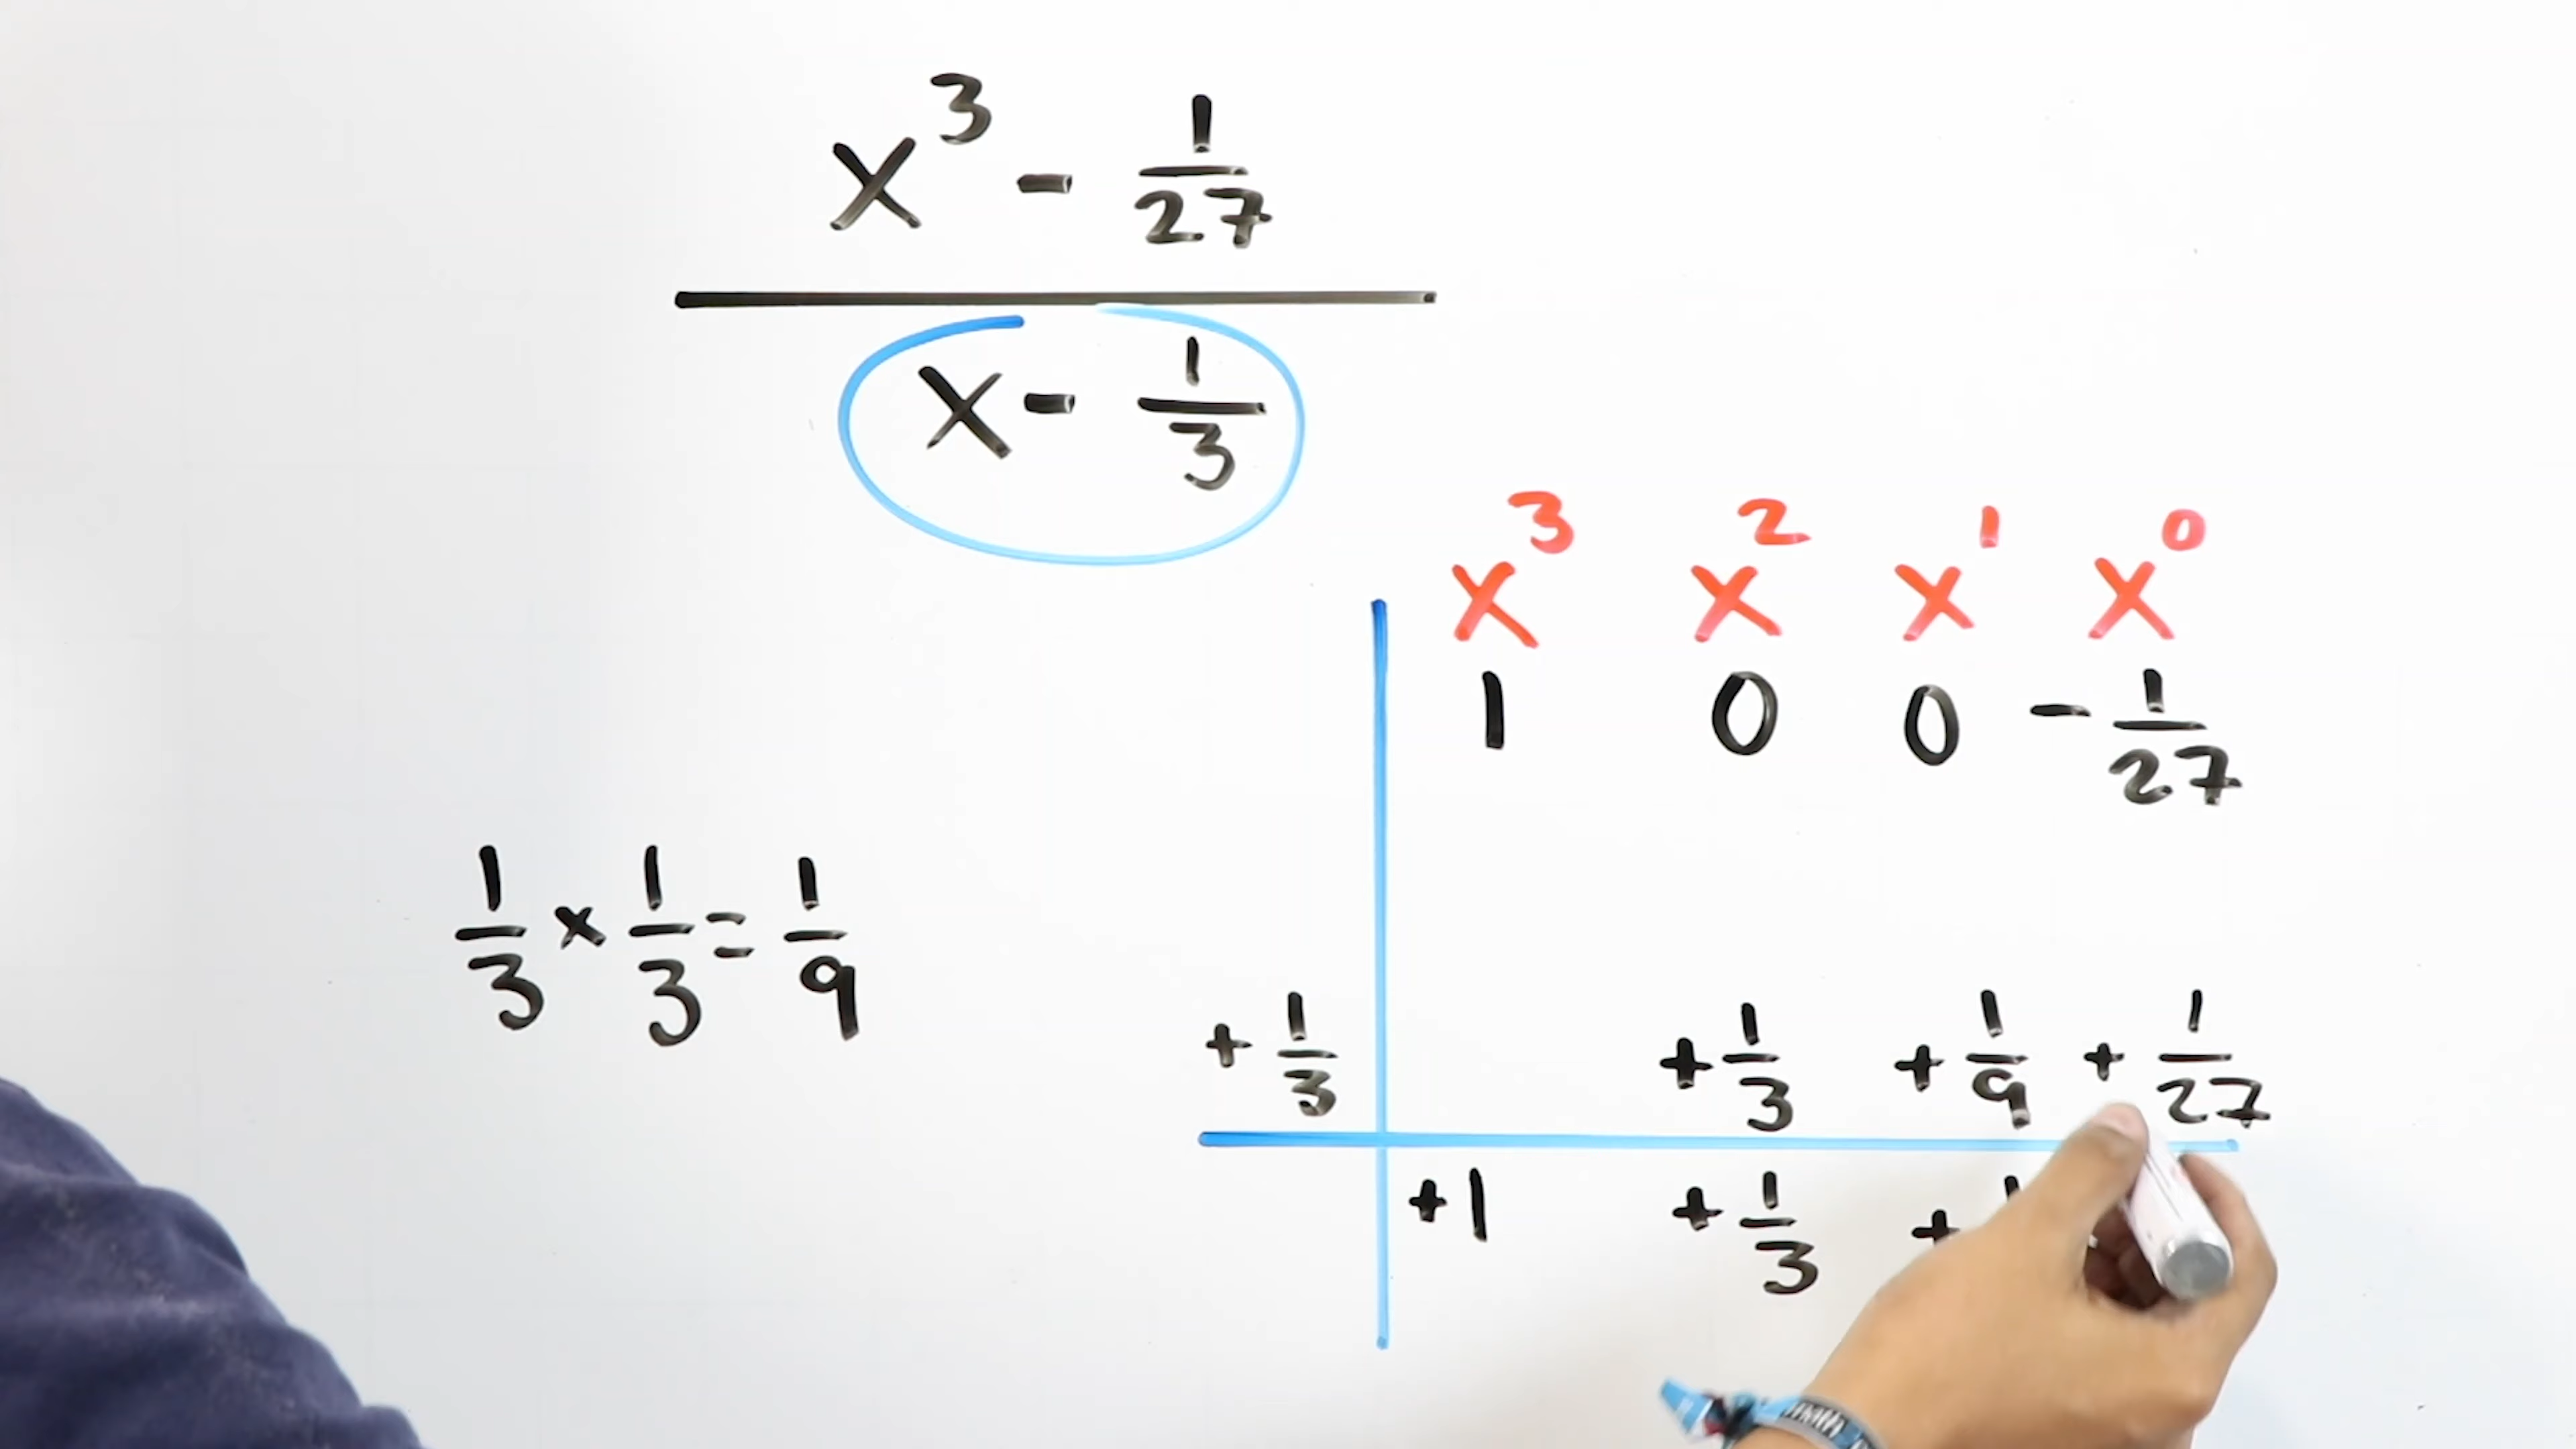 x³ - 1/27
x - 1/3
x³ x² x¹ x⁰
1 0 0 - 1/27
1/3 × 1/3 = 1/9
+ 1/3 + 1/3 + 1/9 + 1/27
+1 + 1/3 +